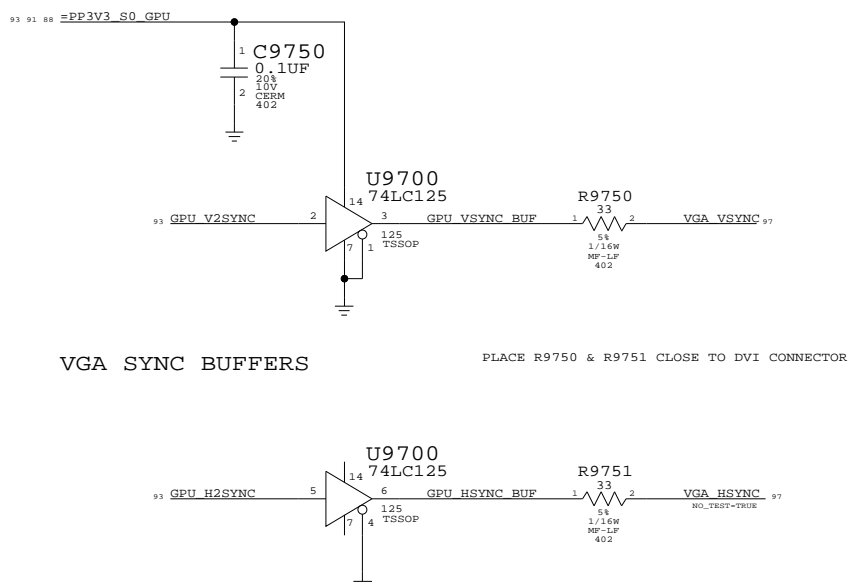 93 91 88 =PP3V3_S0_GPU
1 C9750
0.1UF
20%
10V
2 CERM
402
U9700
74LC125
14
93 GPU_V2SYNC 2 3 GPU_VSYNC_BUF
125
TSSOP
7 1
R9750
33
1 2 VGA_VSYNC 97
5%
1/16W
MF-LF
402
VGA SYNC BUFFERS
PLACE R9750 & R9751 CLOSE TO DVI CONNECTOR
U9700
74LC125
14
93 GPU_H2SYNC 5 6 GPU_HSYNC_BUF
125
TSSOP
7 4
R9751
33
1 2 VGA_HSYNC 97
NO_TEST=TRUE
5%
1/16W
MF-LF
402